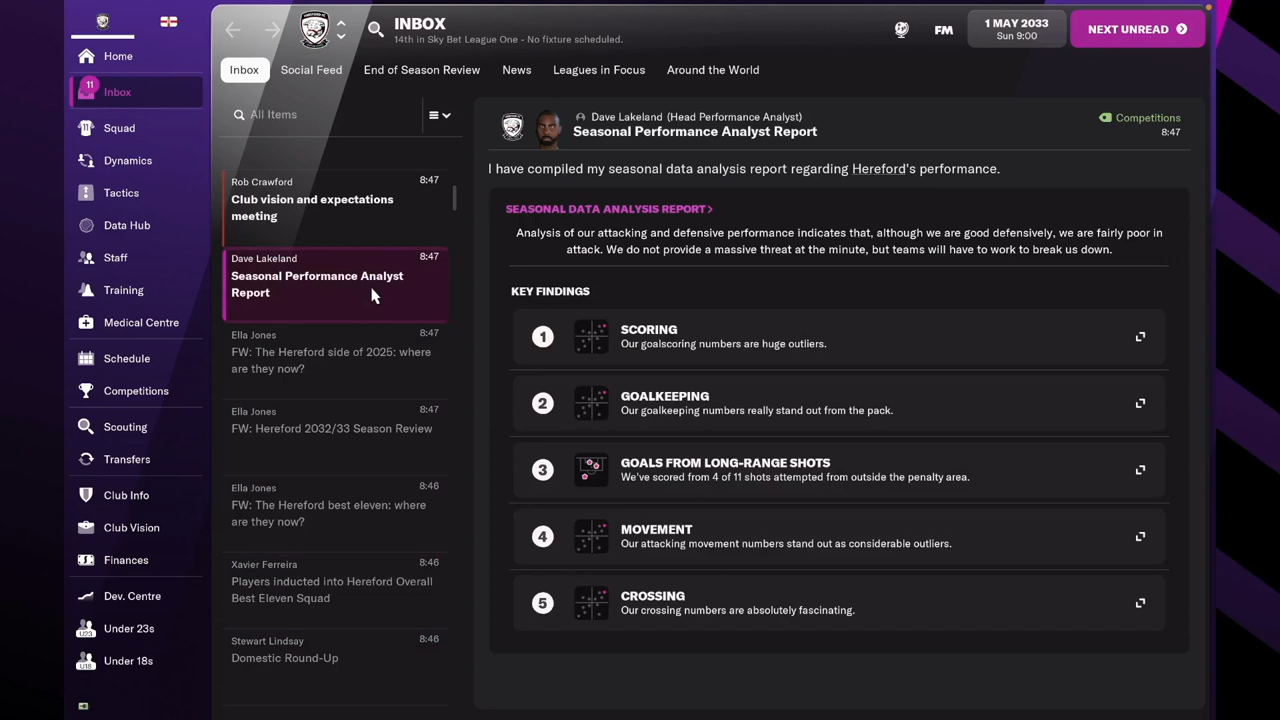 Home
11
Inbox
Squad
Dynamics
Tactics
Data Hub
Staff
Training
Medical Centre
Schedule
Competitions
Scouting
Transfers
Club Info
Club Vision
Finances
Dev. Centre
U23
Under 23s
U18
Under 18s
INBOX
14th in Sky Bet League One - No fixture scheduled.
FM
1 MAY 2033
Sun 9:00
NEXT UNREAD
Inbox
Social Feed
End of Season Review
News
Leagues in Focus
Around the World
All Items
Rob Crawford 8:47
Club vision and expectations
meeting
Dave Lakeland 8:47
Seasonal Performance Analyst
Report
Ella Jones 8:47
FW: The Hereford side of 2025: where
are they now?
Ella Jones 8:47
FW: Hereford 2032/33 Season Review
Ella Jones 8:46
FW: The Hereford best eleven: where
are they now?
Xavier Ferreira 8:46
Players inducted into Hereford Overall
Best Eleven Squad
Stewart Lindsay 8:46
Domestic Round-Up
Dave Lakeland (Head Performance Analyst)
Seasonal Performance Analyst Report
Competitions
8:47
I have compiled my seasonal data analysis report regarding Hereford's performance.
SEASONAL DATA ANALYSIS REPORT
Analysis of our attacking and defensive performance indicates that, although we are good defensively, we are fairly poor in
attack. We do not provide a massive threat at the minute, but teams will have to work to break us down.
KEY FINDINGS
1
SCORING
Our goalscoring numbers are huge outliers.
2
GOALKEEPING
Our goalkeeping numbers really stand out from the pack.
3
GOALS FROM LONG-RANGE SHOTS
We've scored from 4 of 11 shots attempted from outside the penalty area.
4
MOVEMENT
Our attacking movement numbers stand out as considerable outliers.
5
CROSSING
Our crossing numbers are absolutely fascinating.